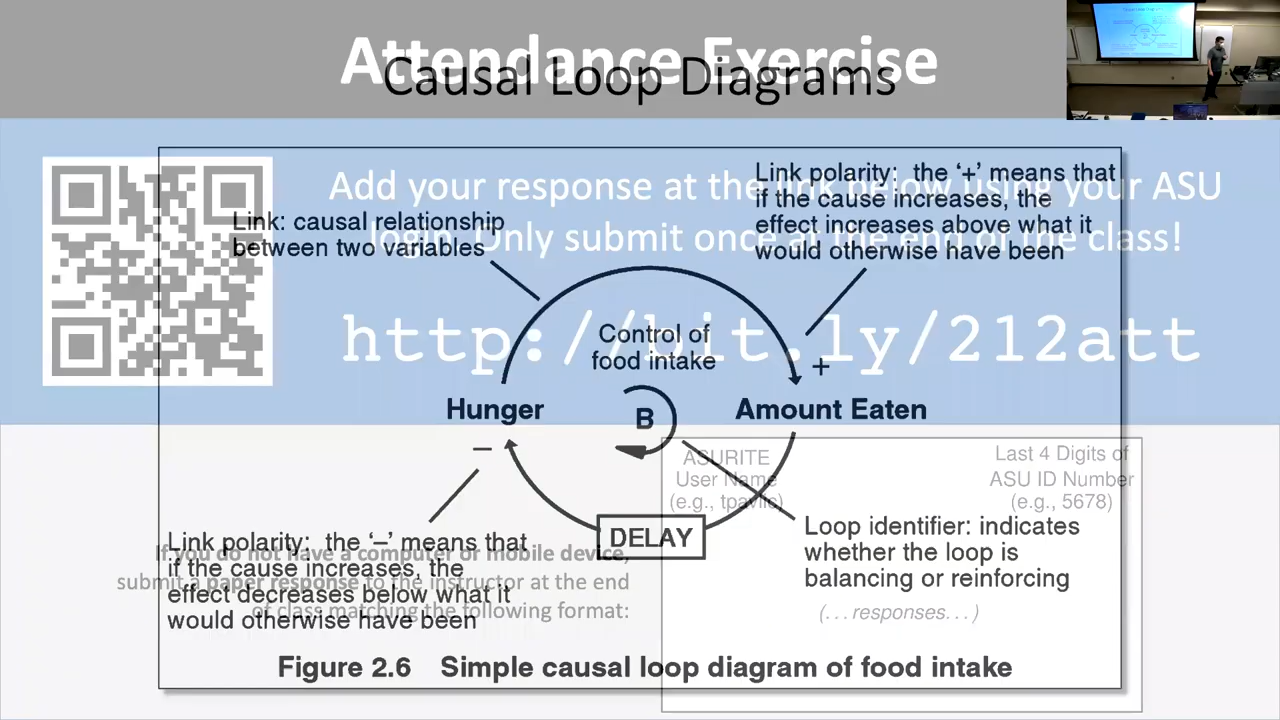 Attendance Exercise
Causal Loop Diagrams
Add your response at the link below using your ASU
login. Only submit once at the end of the class!
http://bit.ly/212att
Link: causal relationship
between two variables
Link polarity: the ‘+’ means that
if the cause increases, the
effect increases above what it
would otherwise have been
Control of
food intake
+
Hunger
B
Amount Eaten
–
DELAY
Link polarity: the ‘–’ means that
if the cause increases, the
effect decreases below what it
would otherwise have been
Loop identifier: indicates
whether the loop is
balancing or reinforcing
Figure 2.6 Simple causal loop diagram of food intake
If you do not have a computer or mobile device,
submit a paper response to the instructor at the end
of class matching the following format:
ASURITE
User Name
(e.g., tpavlic)
Last 4 Digits of
ASU ID Number
(e.g., 5678)
(...responses...)